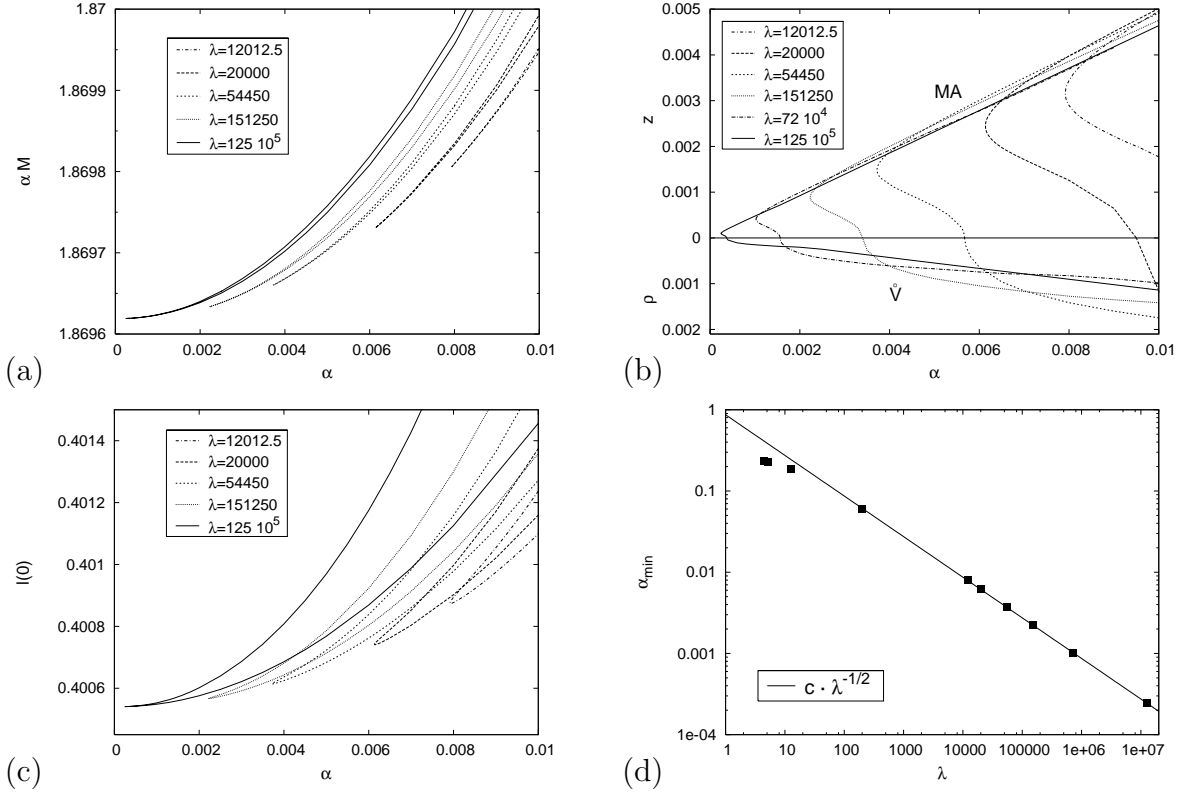 1.87
1.8699
1.8698
1.8697
1.8696
α M
λ=12012.5
λ=20000
λ=54450
λ=151250
λ=125 10^5
0 0.002 0.004 0.006 0.008 0.01
α
(a)
0.005
0.004
0.003
0.002
0.001
0
0.001
0.002
z
ρ
λ=12012.5
λ=20000
λ=54450
λ=151250
λ=72 10^4
λ=125 10^5
MA
V̊
0 0.002 0.004 0.006 0.008 0.01
α
(b)
0.4014
0.4012
0.401
0.4008
0.4006
I(0)
λ=12012.5
λ=20000
λ=54450
λ=151250
λ=125 10^5
0 0.002 0.004 0.006 0.008 0.01
α
(c)
1
0.1
0.01
0.001
1e-04
α_min
c · λ^-1/2
1 10 100 1000 10000 100000 1e+06 1e+07
λ
(d)